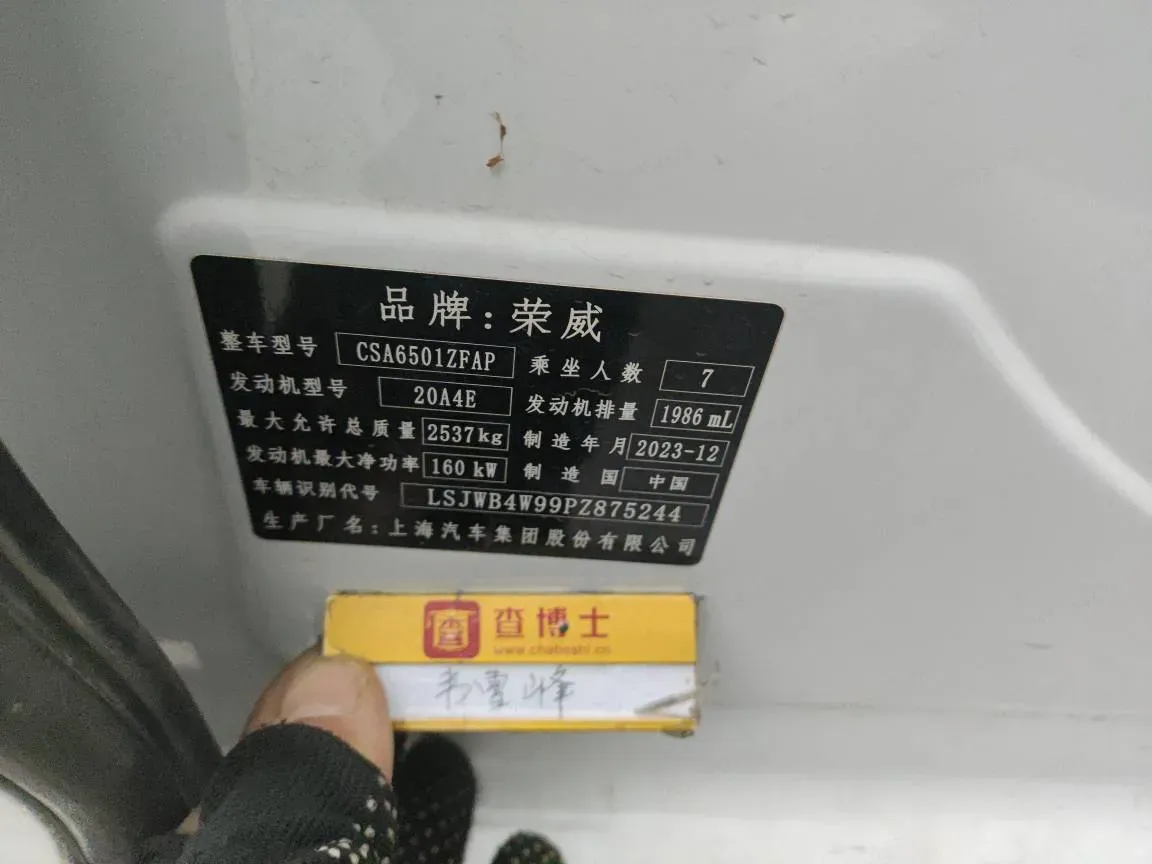 品牌:荣威
整车型号 CSA6501ZFAP 乘坐人数 7
发动机型号 20A4E 发动机排量 1986 mL
最大允许总质量 2537kg 制造年月 2023-12
发动机最大净功率 160 kW 制造国 中国
车辆识别代号 LSJWB4W99PZ875244
生产厂名:上海汽车集团股份有限公司
查 查博士
www.chaboshi.cn
韦雪峰